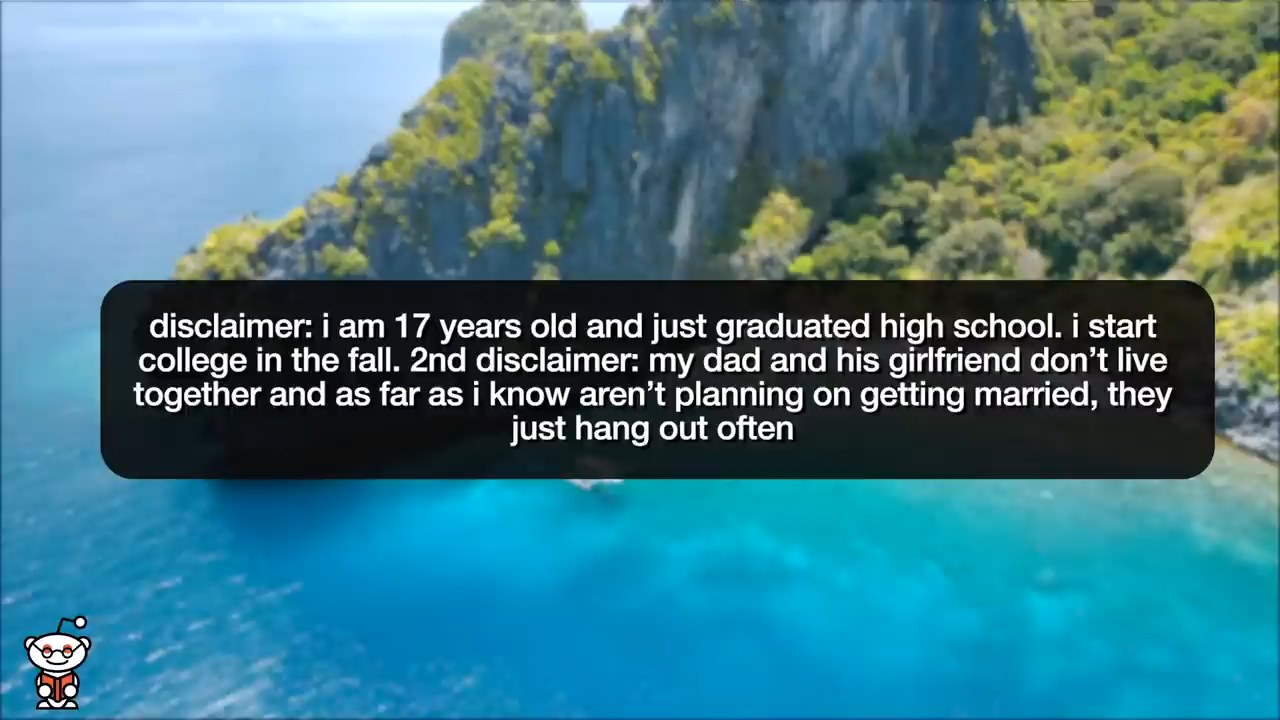 disclaimer: i am 17 years old and just graduated high school. i start
college in the fall. 2nd disclaimer: my dad and his girlfriend don’t live
together and as far as i know aren’t planning on getting married, they
just hang out often